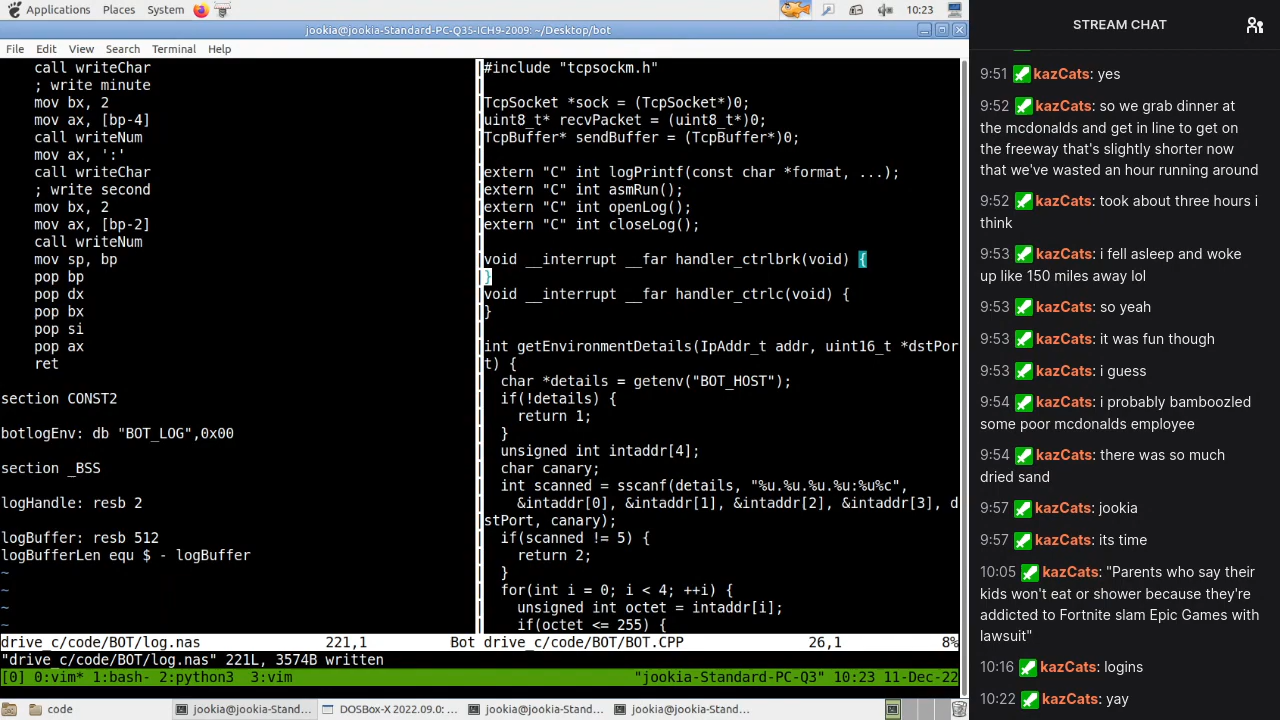 Applications Places System 10:23
jookia@jookia-Standard-PC-Q35-ICH9-2009: ~/Desktop/bot
File Edit View Search Terminal Help
call writeChar
; write minute
mov bx, 2
mov ax, [bp-4]
call writeNum
mov ax, ':'
call writeChar
; write second
mov bx, 2
mov ax, [bp-2]
call writeNum
mov sp, bp
pop bp
pop dx
pop bx
pop si
pop ax
ret
section CONST2
botlogEnv: db "BOT_LOG",0x00
section _BSS
logHandle: resb 2
logBuffer: resb 512
logBufferLen equ $ - logBuffer
~
~
~
~
drive_c/code/BOT/log.nas 221,1 Bot
#include "tcpsockm.h"
TcpSocket *sock = (TcpSocket*)0;
uint8_t* recvPacket = (uint8_t*)0;
TcpBuffer* sendBuffer = (TcpBuffer*)0;
extern "C" int logPrintf(const char *format, ...);
extern "C" int asmRun();
extern "C" int openLog();
extern "C" int closeLog();
void __interrupt __far handler_ctrlbrk(void) {
}
void __interrupt __far handler_ctrlc(void) {
}
int getEnvironmentDetails(IpAddr_t addr, uint16_t *dstPor
t) {
char *details = getenv("BOT_HOST");
if(!details) {
return 1;
}
unsigned int intaddr[4];
char canary;
int scanned = sscanf(details, "%u.%u.%u.%u:%u%c",
&intaddr[0], &intaddr[1], &intaddr[2], &intaddr[3], d
stPort, canary);
if(scanned != 5) {
return 2;
}
for(int i = 0; i < 4; ++i) {
unsigned int octet = intaddr[i];
if(octet <= 255) {
drive_c/code/BOT/BOT.CPP 26,1 8%
"drive_c/code/BOT/log.nas" 221L, 3574B written
[0] 0:vim* 1:bash- 2:python3 3:vim "jookia-Standard-PC-Q3" 10:23 11-Dec-22
code jookia@jookia-Stand... DOSBox-X 2022.09.0: ... jookia@jookia-Stand... jookia@jookia-Stand...
STREAM CHAT
9:51 kazCats: yes
9:52 kazCats: so we grab dinner at
the mcdonalds and get in line to get on
the freeway that's slightly shorter now
that we've wasted an hour running around
9:52 kazCats: took about three hours i
think
9:53 kazCats: i fell asleep and woke
up like 150 miles away lol
9:53 kazCats: so yeah
9:53 kazCats: it was fun though
9:53 kazCats: i guess
9:54 kazCats: i probably bamboozled
some poor mcdonalds employee
9:54 kazCats: there was so much
dried sand
9:57 kazCats: jookia
9:57 kazCats: its time
10:05 kazCats: "Parents who say their
kids won't eat or shower because they're
addicted to Fortnite slam Epic Games with
lawsuit"
10:16 kazCats: logins
10:22 kazCats: yay